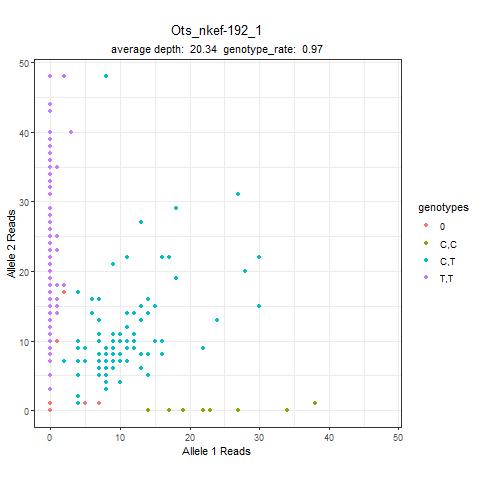 Ots_nkef-192_1
average depth: 20.34 genotype_rate: 0.97
50
40
30
20
10
0
Allele 2 Reads
0 10 20 30 40 50
Allele 1 Reads
genotypes
0
C,C
C,T
T,T